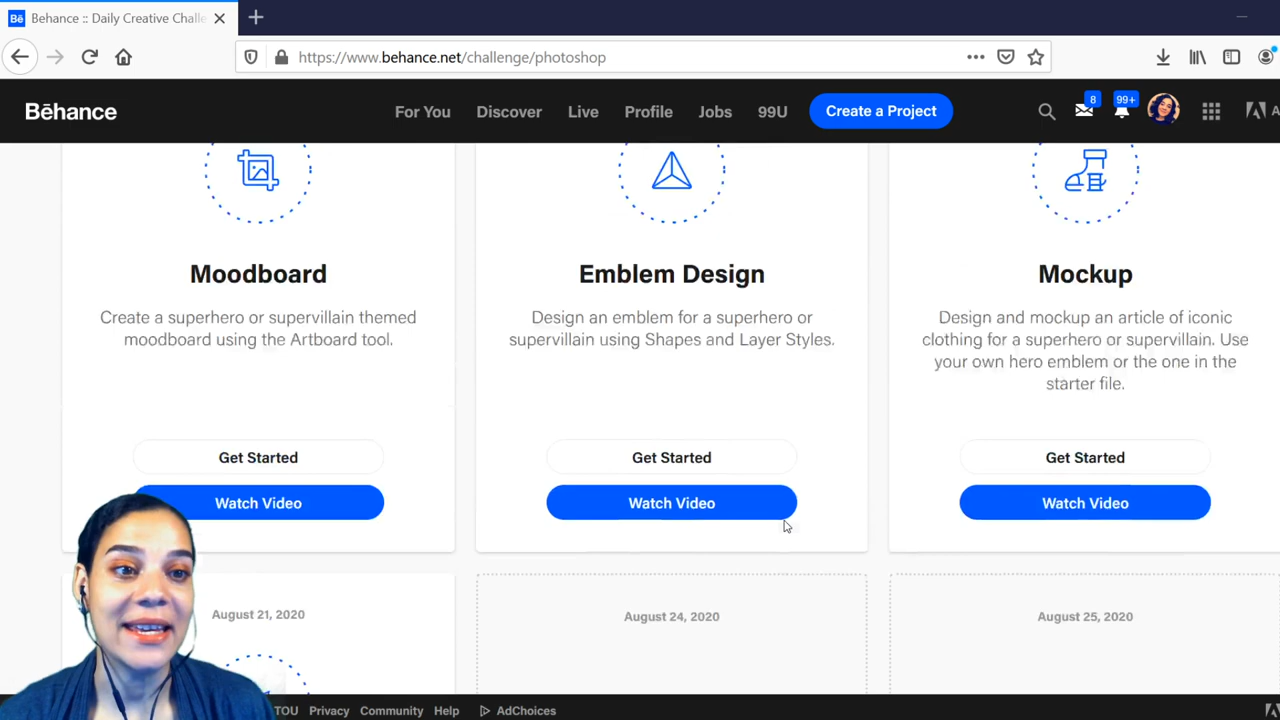 Bē
Behance :: Daily Creative Challe
https://www.behance.net/challenge/photoshop
Bēhance
For You
Discover
Live
Profile
Jobs
99U
Create a Project
8
99+
A
Moodboard
Create a superhero or supervillain themed
moodboard using the Artboard tool.
Get Started
Watch Video
Emblem Design
Design an emblem for a superhero or
supervillain using Shapes and Layer Styles.
Get Started
Watch Video
Mockup
Design and mockup an article of iconic
clothing for a superhero or supervillain. Use
your own hero emblem or the one in the
starter file.
Get Started
Watch Video
August 21, 2020
August 24, 2020
August 25, 2020
TOU
Privacy
Community
Help
AdChoices